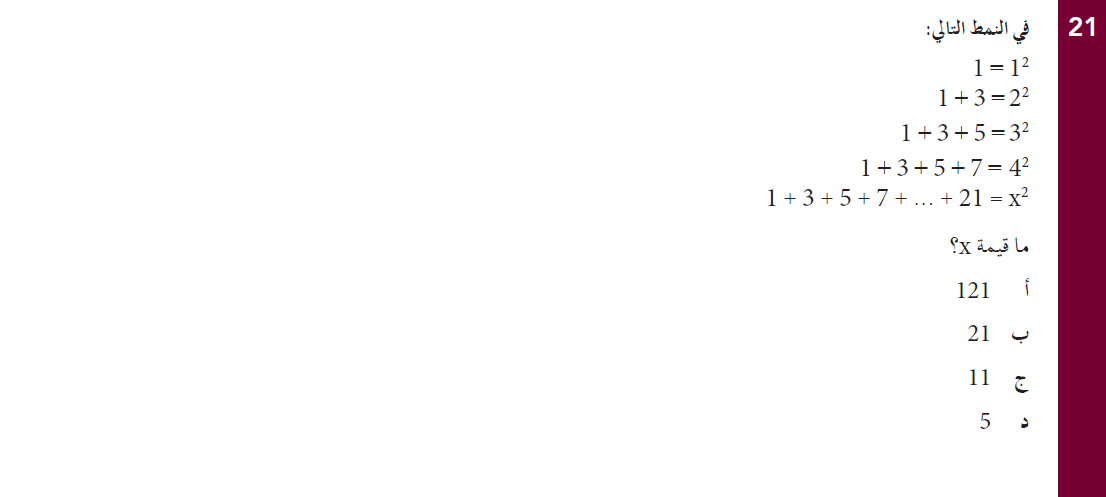 21
في النمط التالي:
1 = 1²
1 + 3 = 2²
1 + 3 + 5 = 3²
1 + 3 + 5 + 7 = 4²
1 + 3 + 5 + 7 + … + 21 = x²
ما قيمة x؟
أ 121
ب 21
ج 11
د 5